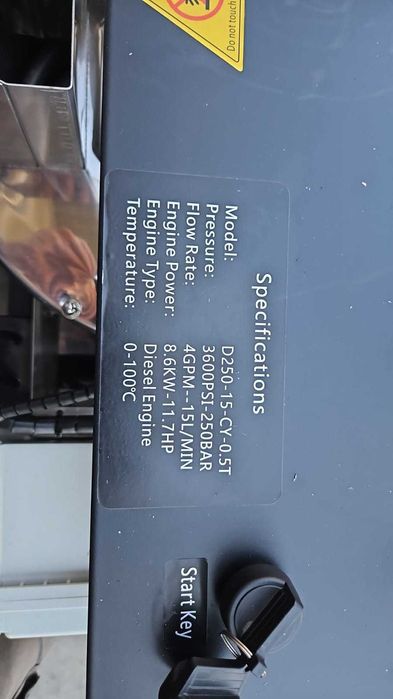 Do not touch
Specifications
Model: D250-15-CY-0.5T
Pressure: 3600PSI-250BAR
Flow Rate: 4GPM--15L/MIN
Engine Power: 8.6KW-11.7HP
Engine Type: Diesel Engine
Temperature: 0-100℃
Start Key